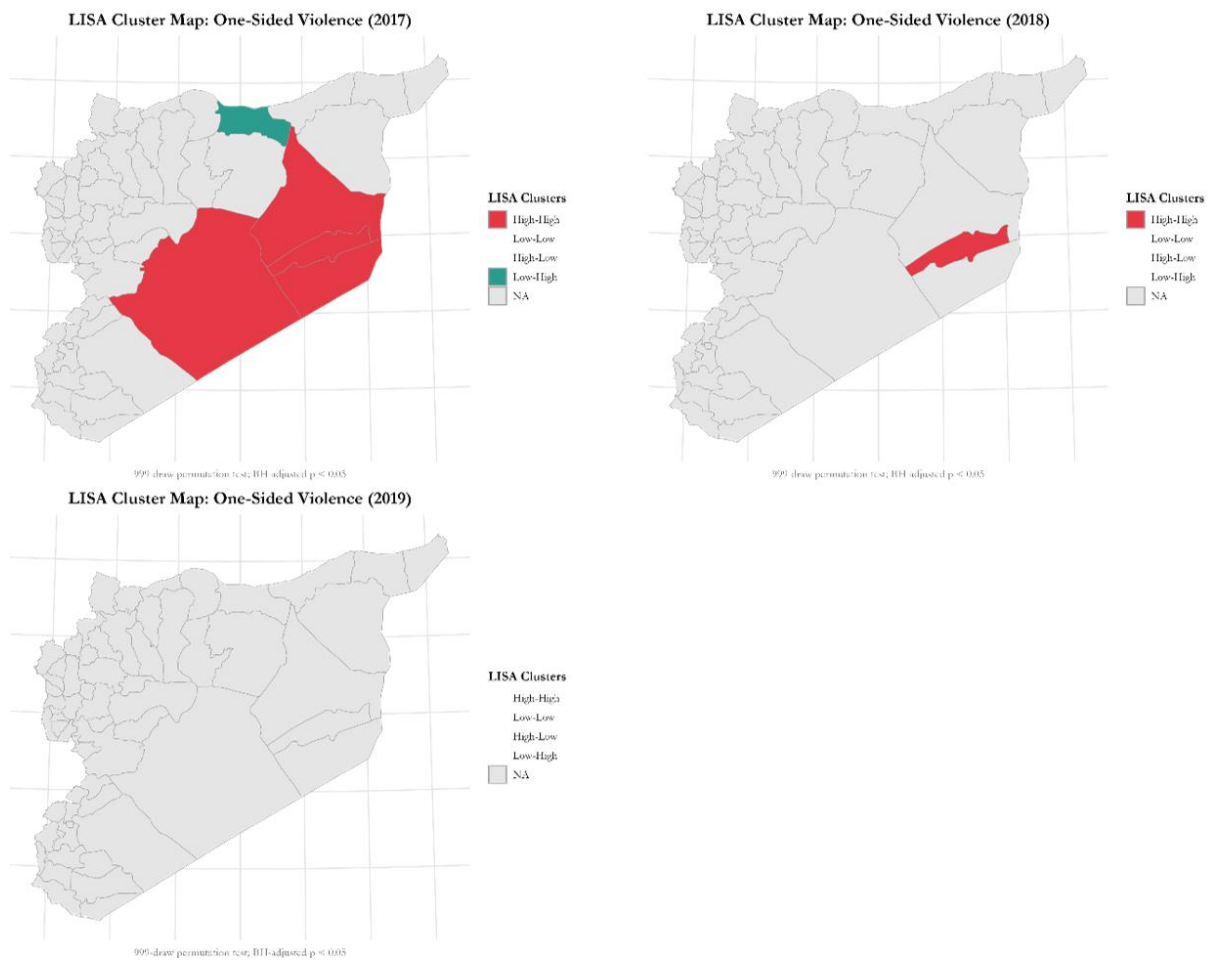 LISA Cluster Map: One-Sided Violence (2017)
LISA Clusters
High-High
Low-Low
High-Low
Low-High
NA
999 draw permutation test; BH adjusted p < 0.05
LISA Cluster Map: One-Sided Violence (2018)
LISA Clusters
High-High
Low-Low
High-Low
Low-High
NA
999 draw permutation test; BH adjusted p < 0.05
LISA Cluster Map: One-Sided Violence (2019)
LISA Clusters
High-High
Low-Low
High-Low
Low-High
NA
999-draw permutation test; BH-adjusted p < 0.05